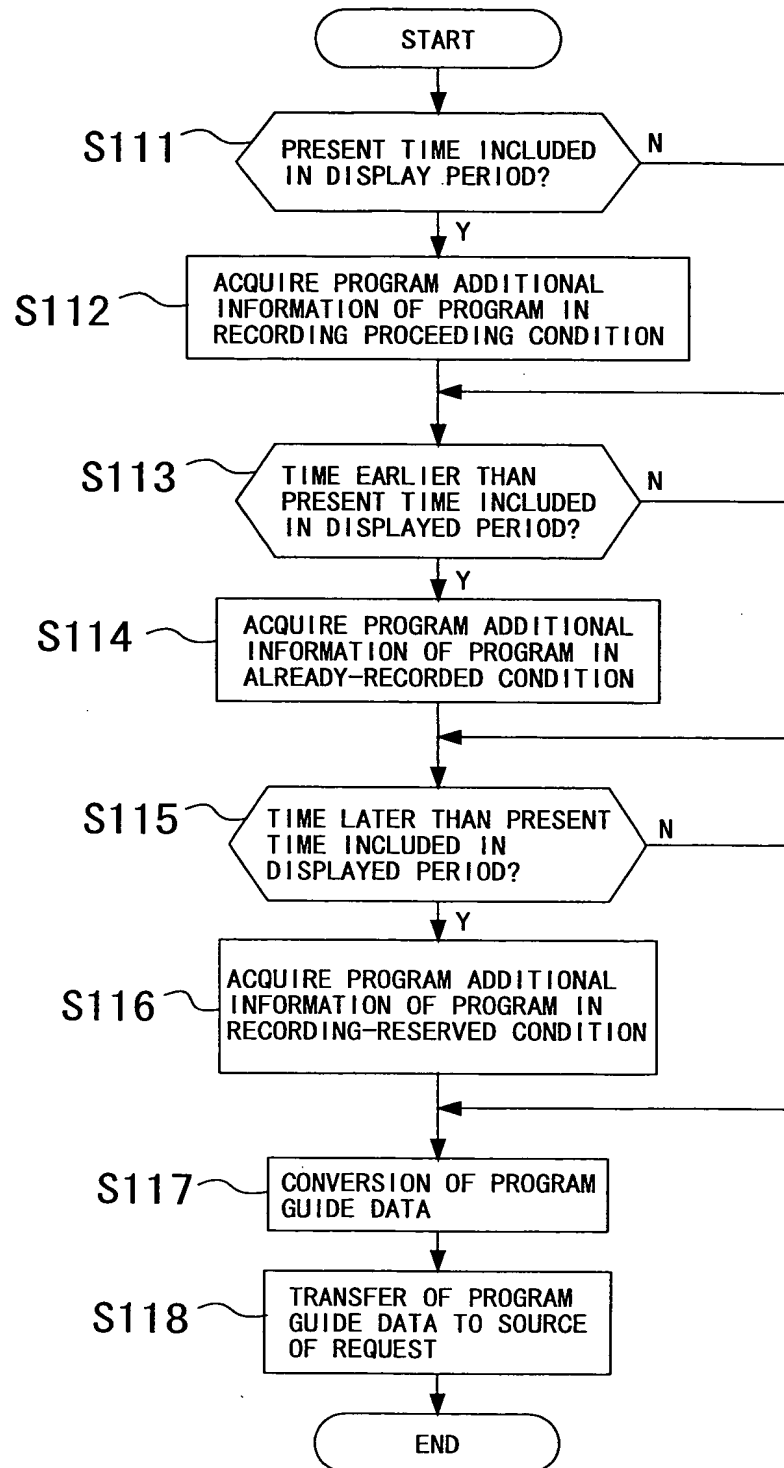 START
S111
PRESENT TIME INCLUDED
IN DISPLAY PERIOD?
N
Y
S112
ACQUIRE PROGRAM ADDITIONAL
INFORMATION OF PROGRAM IN
RECORDING PROCEEDING CONDITION
S113
TIME EARLIER THAN
PRESENT TIME INCLUDED
IN DISPLAYED PERIOD?
N
Y
S114
ACQUIRE PROGRAM ADDITIONAL
INFORMATION OF PROGRAM IN
ALREADY-RECORDED CONDITION
S115
TIME LATER THAN PRESENT
TIME INCLUDED IN
DISPLAYED PERIOD?
N
Y
S116
ACQUIRE PROGRAM ADDITIONAL
INFORMATION OF PROGRAM IN
RECORDING-RESERVED CONDITION
S117
CONVERSION OF PROGRAM
GUIDE DATA
S118
TRANSFER OF PROGRAM
GUIDE DATA TO SOURCE
OF REQUEST
END